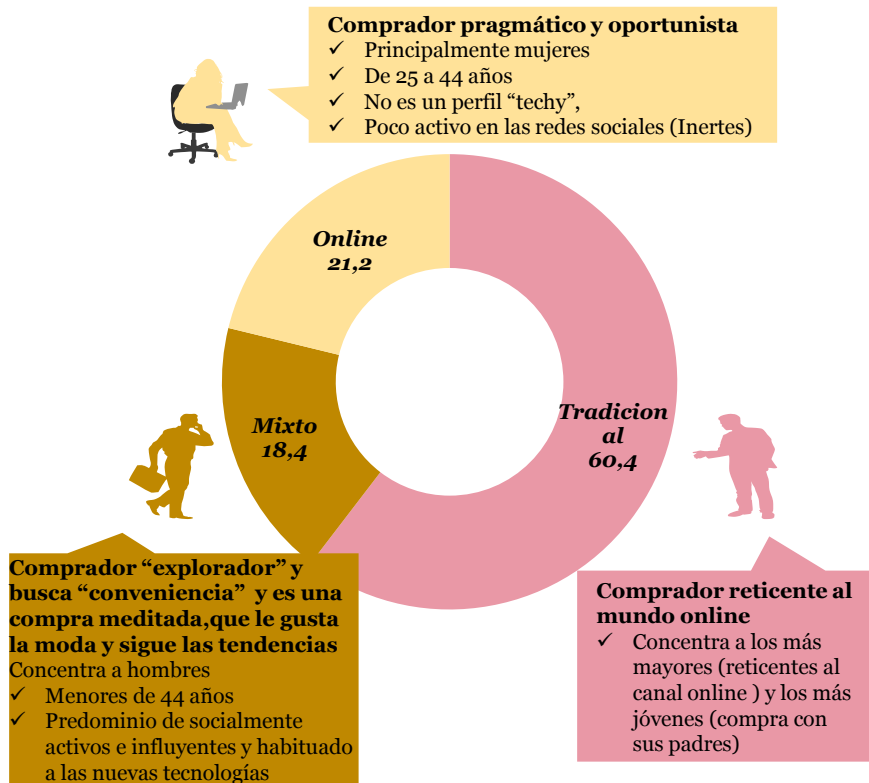 Comprador pragmático y oportunista
✓ Principalmente mujeres
✓ De 25 a 44 años
✓ No es un perfil “techy”,
✓ Poco activo en las redes sociales (Inertes)
Online
21,2
Mixto
18,4
Tradicion
al
60,4
Comprador “explorador” y
busca “conveniencia” y es una
compra meditada,que le gusta
la moda y sigue las tendencias
Concentra a hombres
✓ Menores de 44 años
✓ Predominio de socialmente
activos e influyentes y habituado
a las nuevas tecnologías
Comprador reticente al
mundo online
✓ Concentra a los más
mayores (reticentes al
canal online ) y los más
jóvenes (compra con
sus padres)